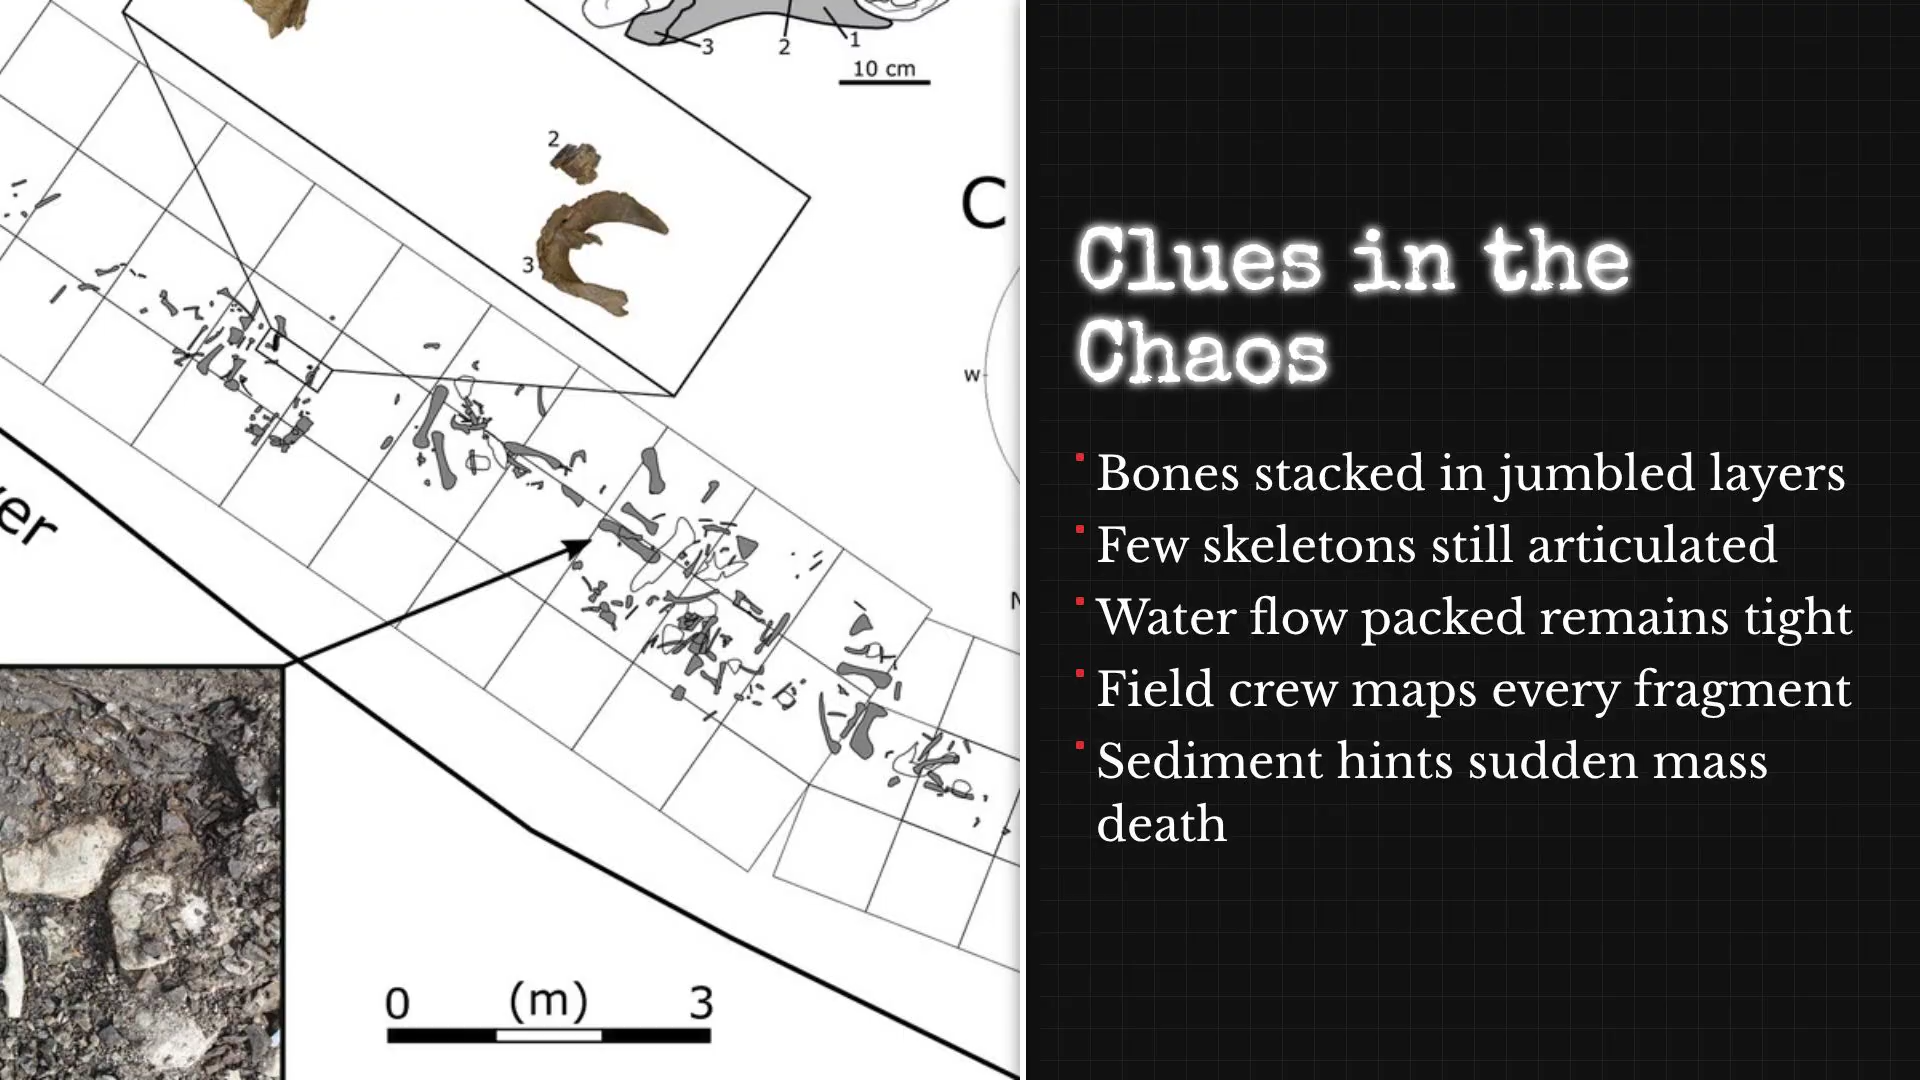 3
2
1
10 cm
2
3
C
W
er
0
(m)
3
Clues in the
Chaos
Bones stacked in jumbled layers
Few skeletons still articulated
Water flow packed remains tight
Field crew maps every fragment
Sediment hints sudden mass
death